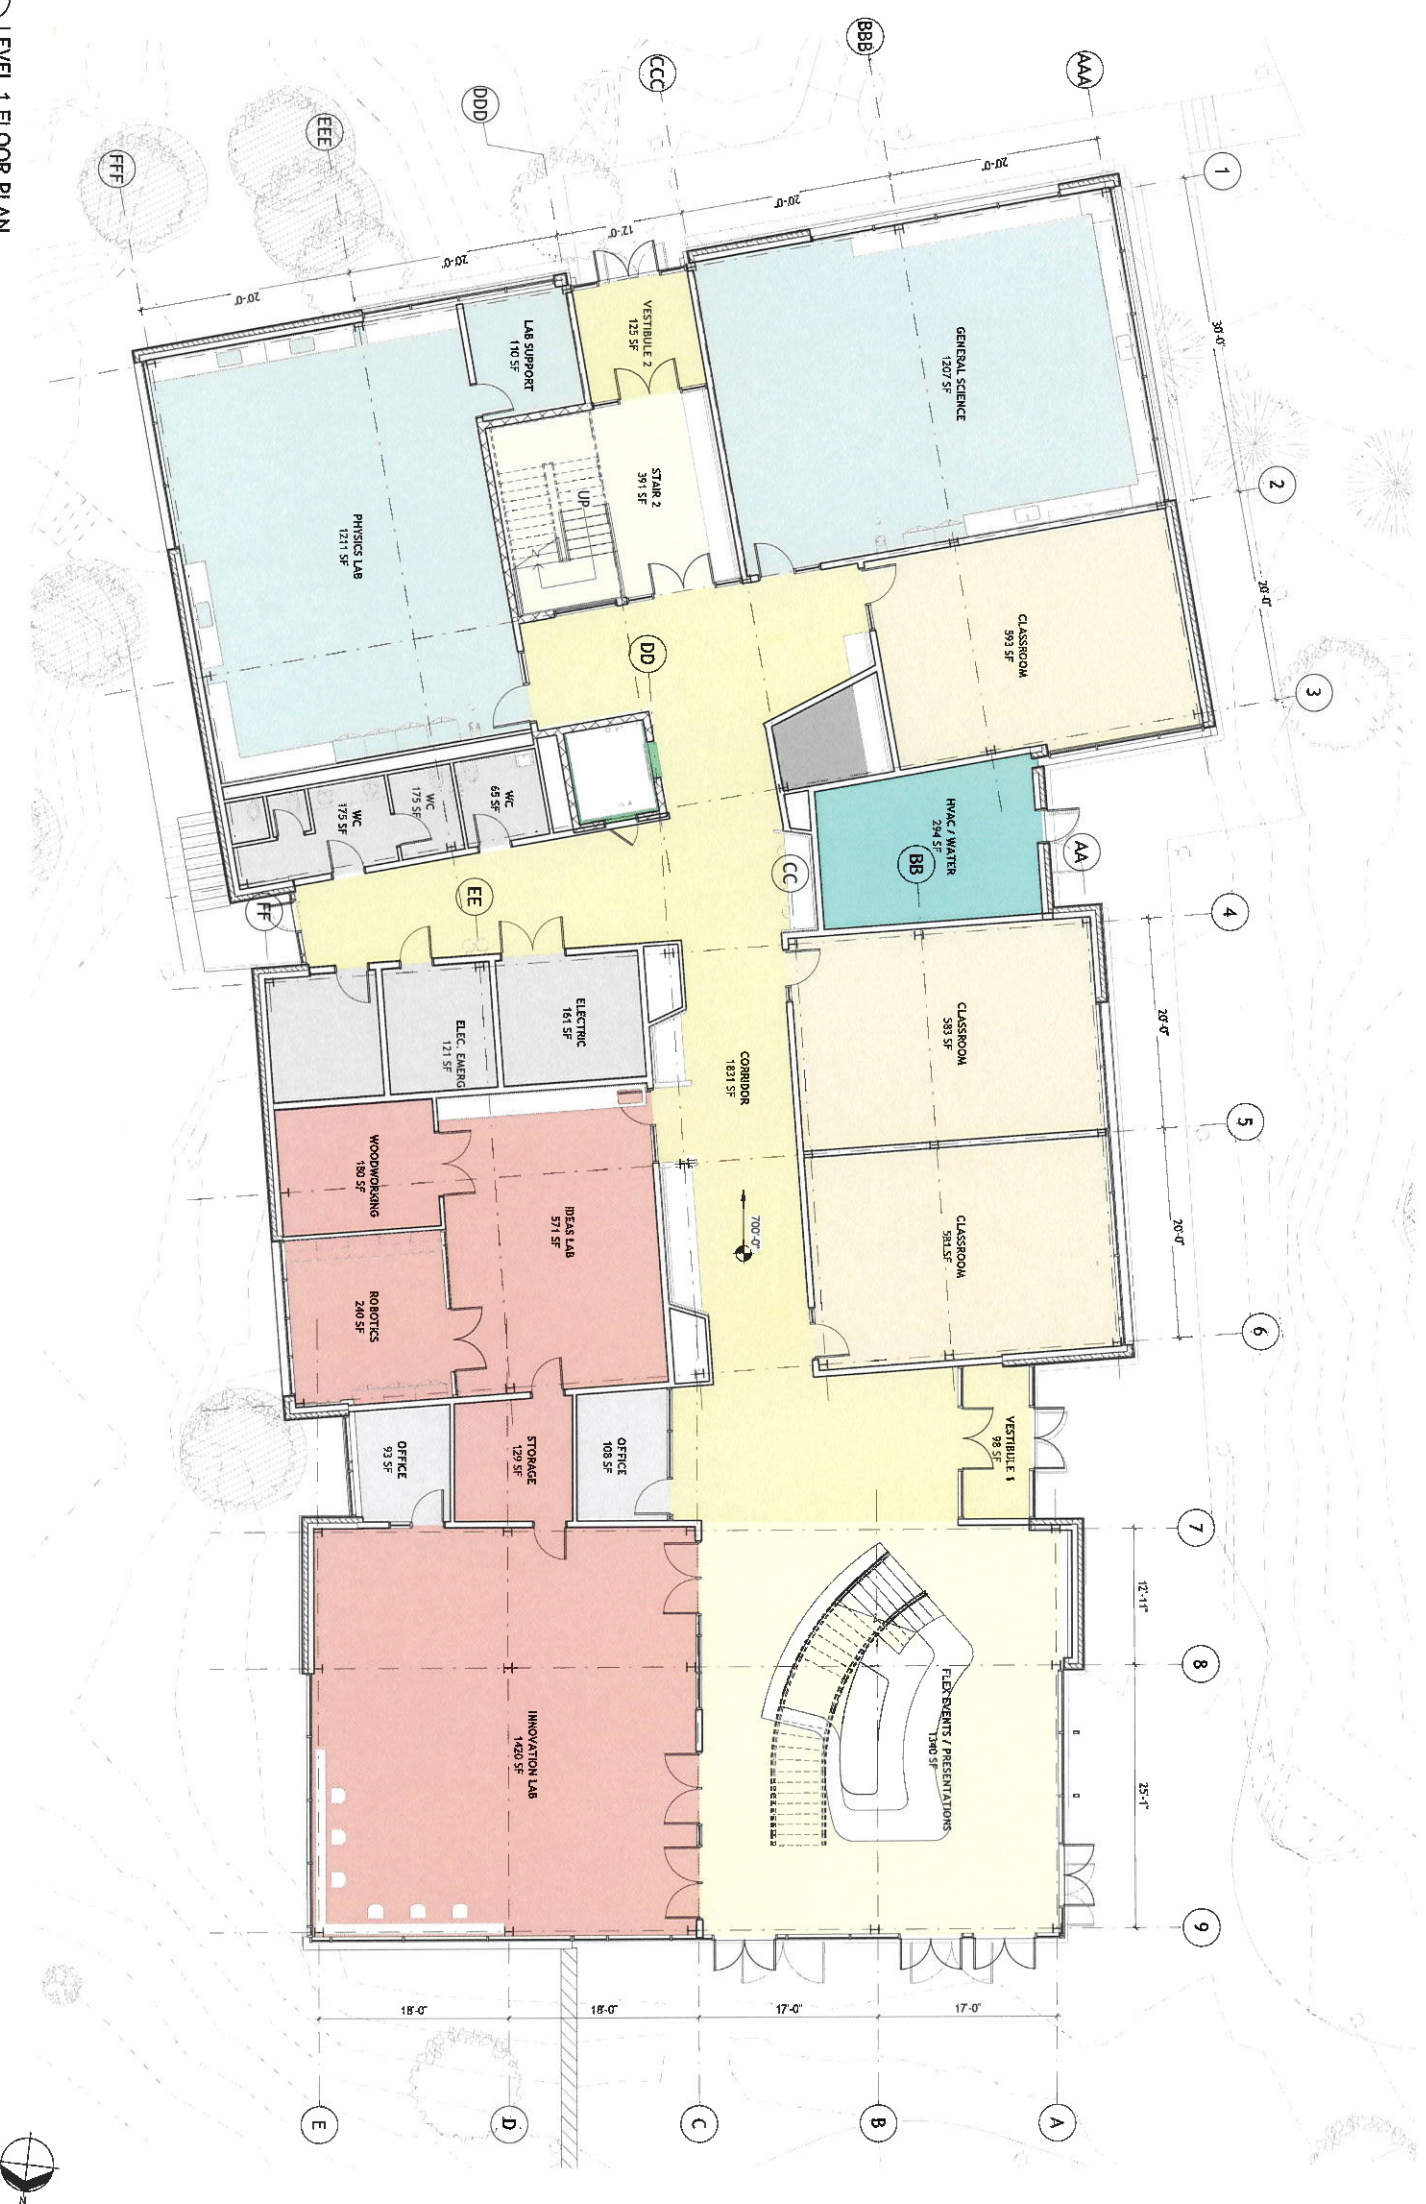 LEVEL 1 FLOOR PLAN
AAA
BBB
CCC
DDD
EEE
FFF
1
2
3
4
5
6
7
8
9
20'-0"
20'-0"
12'-0"
20'-0"
20'-0"
30'-0"
20'-0"
20'-0"
20'-0"
12'-11"
25'-1"
GENERAL SCIENCE
1207 SF
VESTIBULE 2
125 SF
LAB SUPPORT
110 SF
STAIR 2
391 SF
UP
PHYSICS LAB
1211 SF
CLASSROOM
593 SF
DD
HVAC / WATER
294 SF
AA
BB
CC
EE
FF
WC
65 SF
WC
175 SF
WC
175 SF
ELECTRIC
161 SF
ELEC. EMERG
121 SF
CLASSROOM
583 SF
CORRIDOR
1831 SF
CLASSROOM
581 SF
700'-0"
WOODWORKING
180 SF
IDEAS LAB
571 SF
ROBOTICS
240 SF
VESTIBULE 1
98 SF
OFFICE
108 SF
STORAGE
129 SF
OFFICE
93 SF
FLEX EVENTS / PRESENTATIONS
1340 SF
INNOVATION LAB
1420 SF
17'-0"
17'-0"
18'-0"
18'-0"
A
B
C
D
E
N